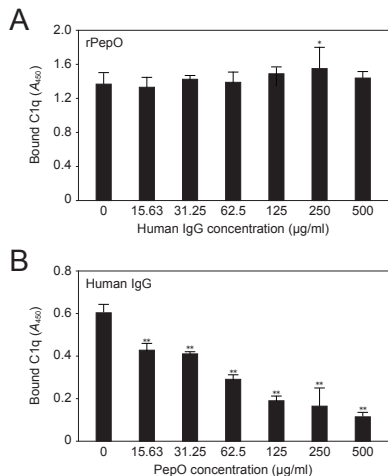 A
rPepO
Bound C1q (A450)
2.0
1.6
1.2
0.8
0.4
0
*
0 15.63 31.25 62.5 125 250 500
Human IgG concentration (µg/ml)
B
Human IgG
Bound C1q (A450)
0.8
0.6
0.4
0.2
0
** ** ** ** ** **
0 15.63 31.25 62.5 125 250 500
PepO concentration (µg/ml)